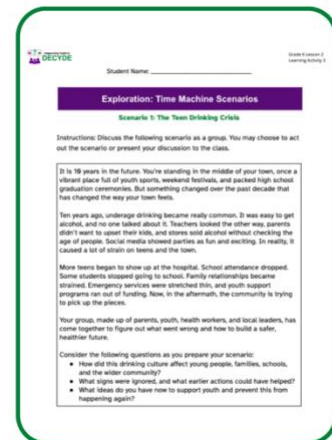 DECYDE
Grade 6 Lesson 2
Learning Activity 3
Student Name:
Exploration: Time Machine Scenarios
Scenario 1: The Teen Drinking Crisis
Instructions: Discuss the following scenario as a group. You may choose to act
out the scenario or present your discussion to the class.
It is 10 years in the future. You're standing in the middle of your town, once a
vibrant place full of youth sports, weekend festivals, and packed high school
graduation ceremonies. But something changed over the past decade that
has changed the way your town feels.
Ten years ago, underage drinking became really common. It was easy to get
alcohol, and no one talked about it. Teachers looked the other way, parents
didn't want to upset their kids, and stores sold alcohol without checking the
age of people. Social media showed parties as fun and exciting. In reality, it
caused a lot of strain on teens and the town.
More teens began to show up at the hospital. School attendance dropped.
Some students stopped going to school. Family relationships became
strained. Emergency services were stretched thin, and youth support
programs ran out of funding. Now, in the aftermath, the community is trying
to pick up the pieces.
Your group, made up of parents, youth, health workers, and local leaders, has
come together to figure out what went wrong and how to build a safer,
healthier future.
Consider the following questions as you prepare your scenario:
● How did this drinking culture affect young people, families, schools,
and the wider community?
● What signs were ignored, and what earlier actions could have helped?
● What ideas do you have now to support youth and prevent this from
happening again?